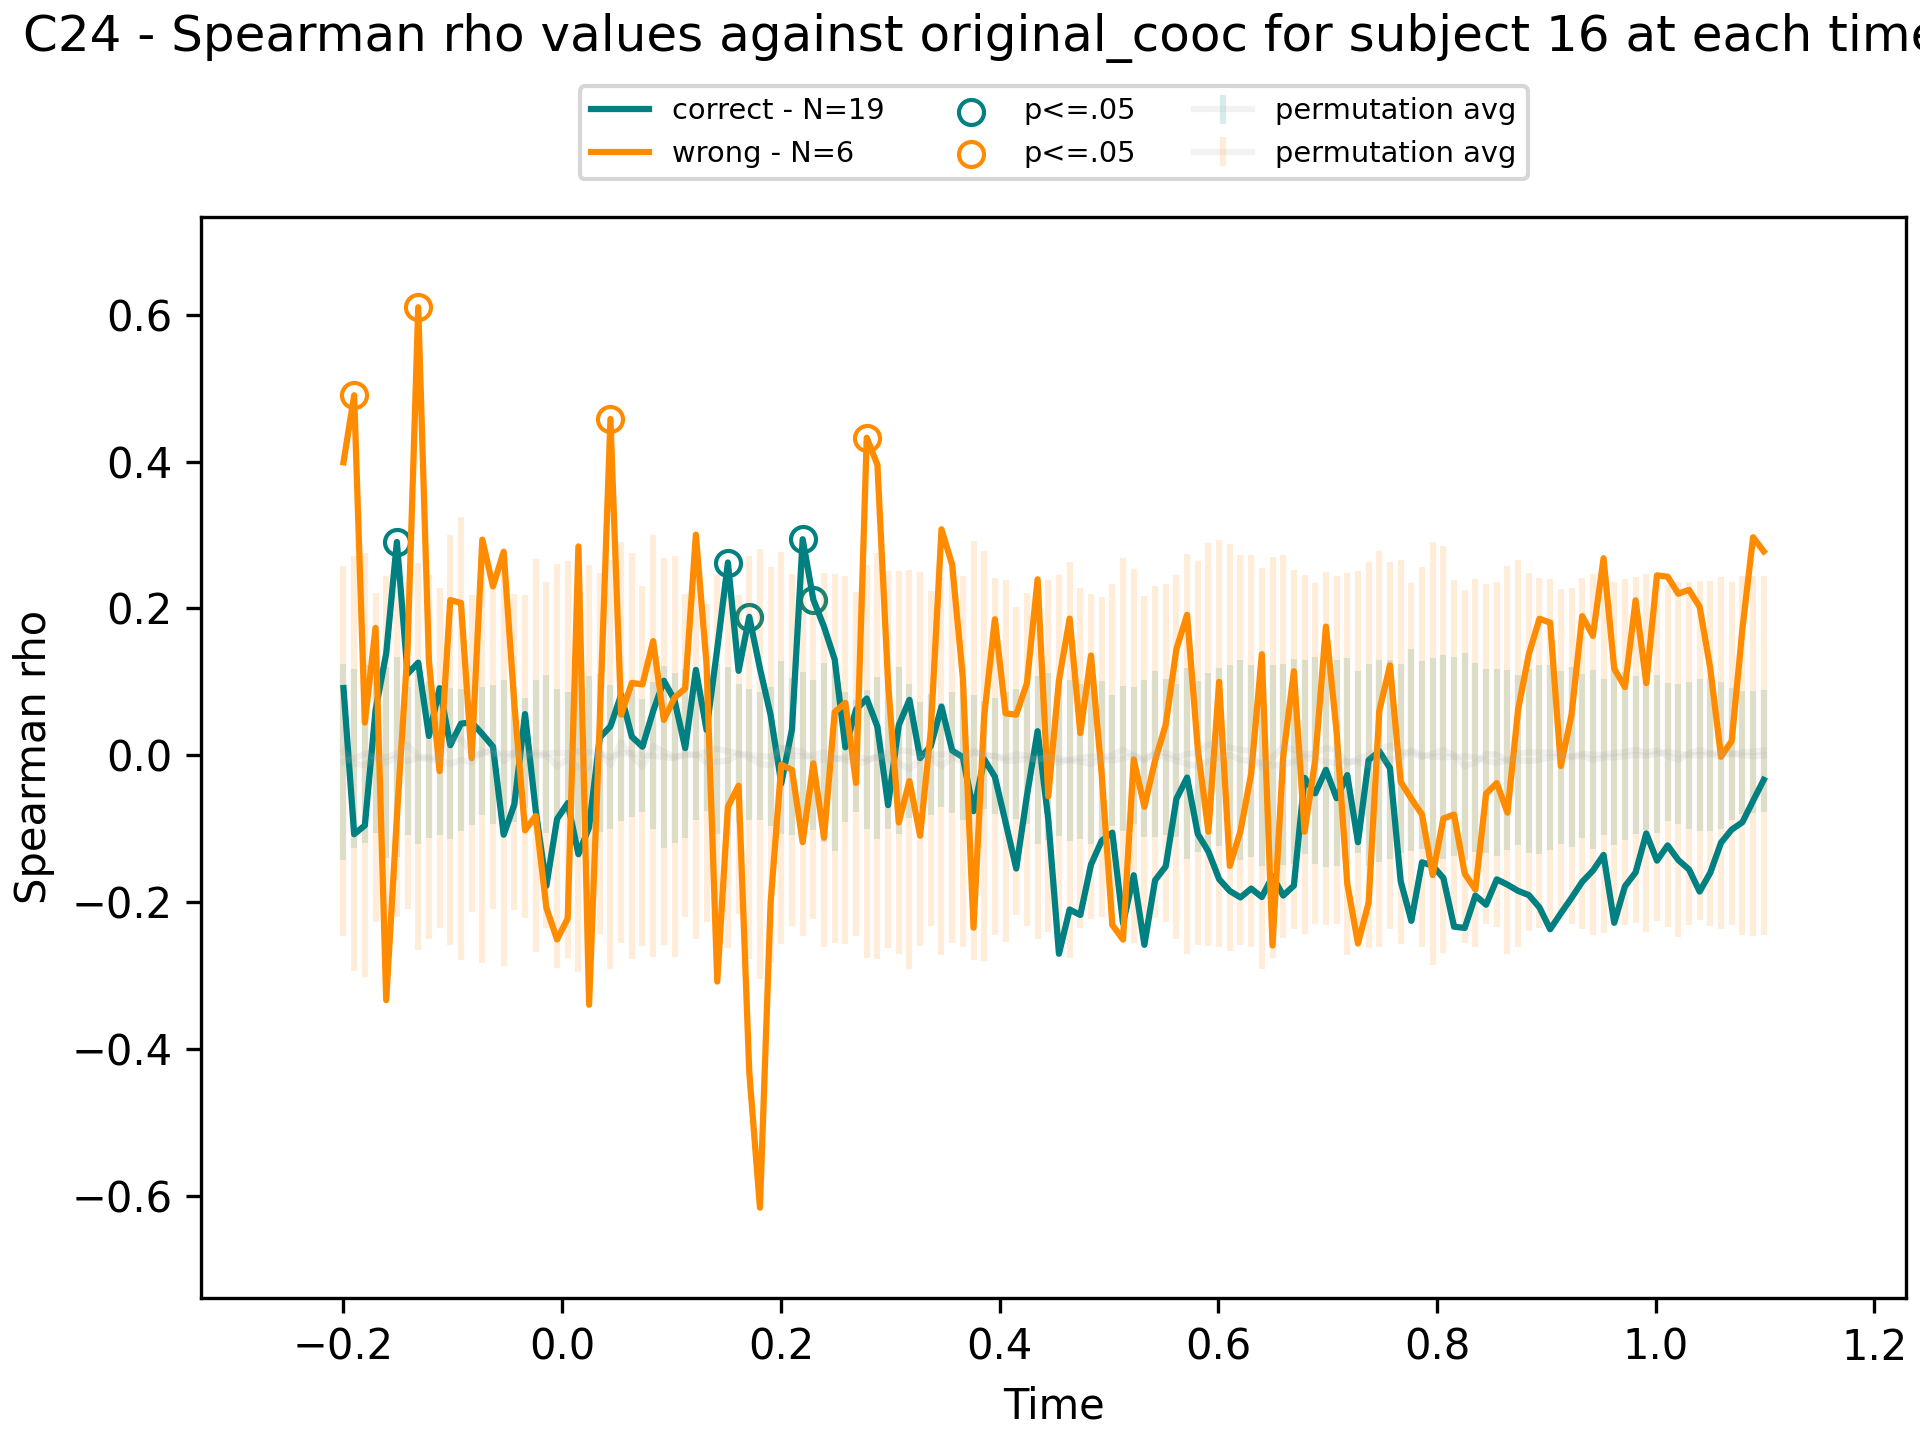 C24 - Spearman rho values against original_cooc for subject 16 at each time
correct - N=19
wrong - N=6
p<=.05
p<=.05
permutation avg
permutation avg
Spearman rho
0.6
0.4
0.2
0.0
−0.2
−0.4
−0.6
−0.2 0.0 0.2 0.4 0.6 0.8 1.0 1.2
Time